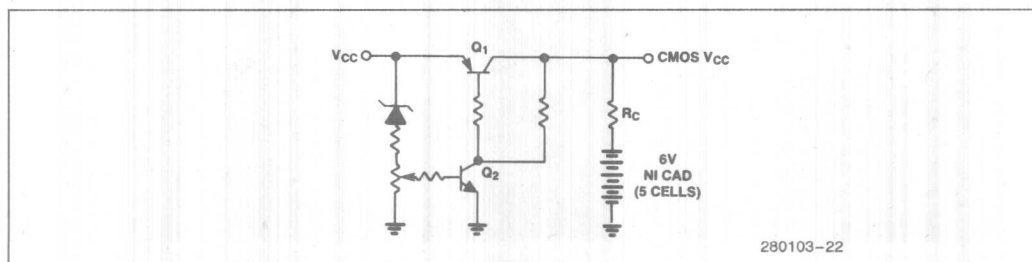 Q1
VCC
CMOS VCC
RC
Q2
6V
NI CAD
(5 CELLS)
280103-22